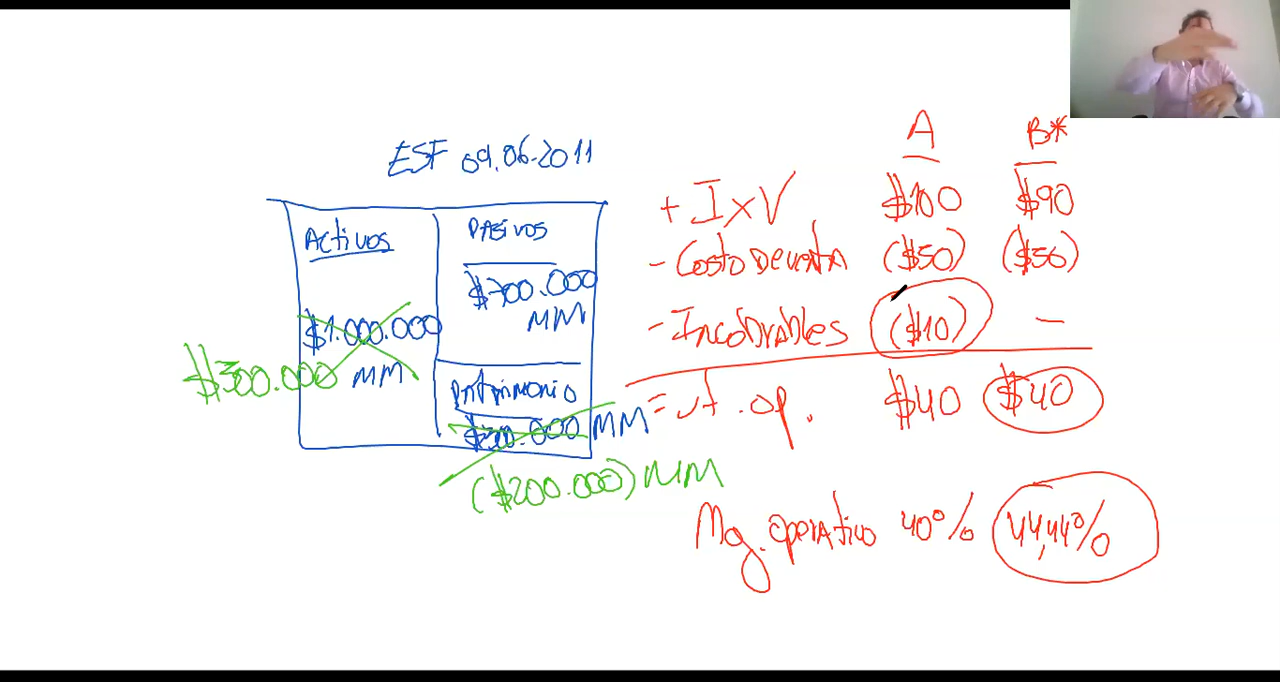 ESF 09.06.2011
Activos
$1.000.000
$300.000 MM
Pasivos
$700.000
MM
Patrimonio
$300.000 MM
($200.000) MM
A B*
+ I x V $100 $90
- Costo de venta ($50) ($50)
- Incobrables ($10) -
= ut. op. $40 $40
Mg. operativo 40% 44,44%